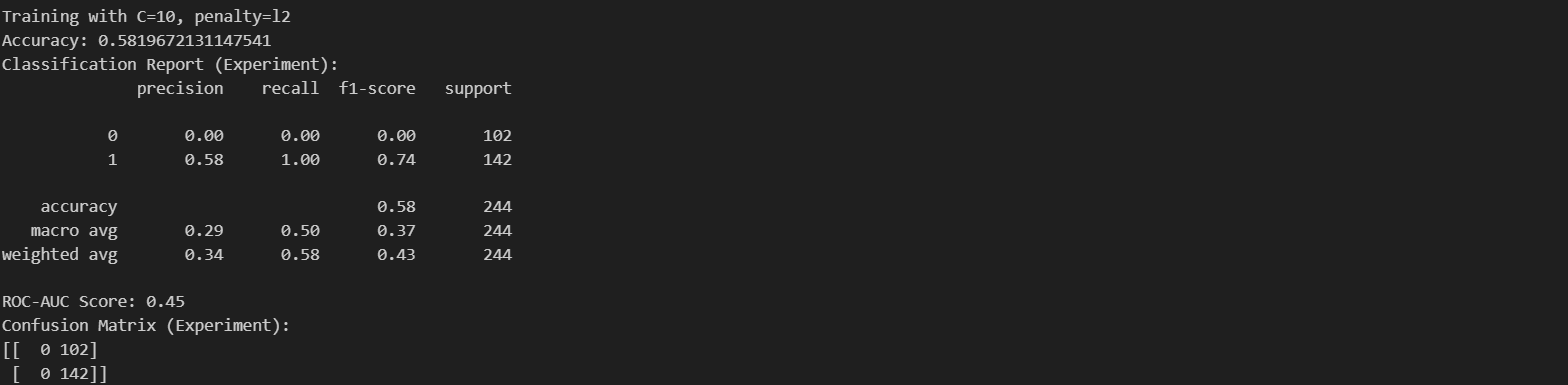 Training with C=10, penalty=l2
Accuracy: 0.5819672131147541
Classification Report (Experiment):
              precision    recall  f1-score   support

           0       0.00      0.00      0.00       102
           1       0.58      1.00      0.74       142

    accuracy                           0.58       244
   macro avg       0.29      0.50      0.37       244
weighted avg       0.34      0.58      0.43       244

ROC-AUC Score: 0.45
Confusion Matrix (Experiment):
[[  0 102]
 [  0 142]]